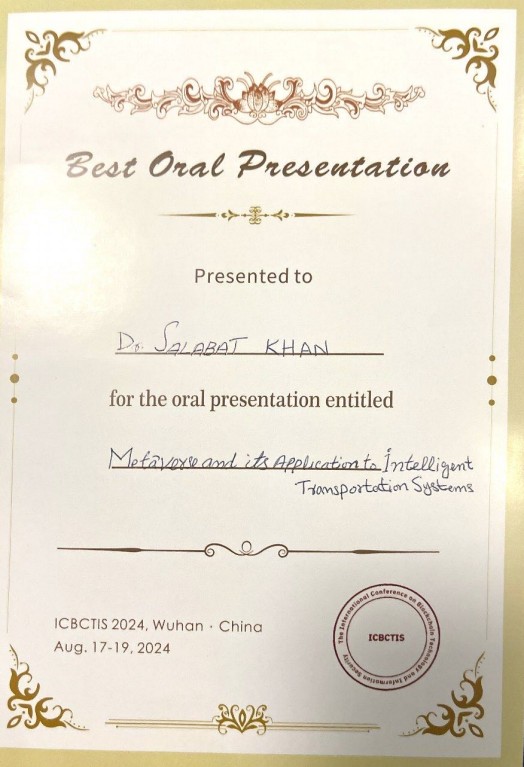 Best Oral Presentation
Presented to
Dr. SALABAT KHAN
for the oral presentation entitled
Metaverse and its Application to Intelligent
Transportation Systems
ICBCTIS 2024, Wuhan · China
Aug. 17-19, 2024
The International Conference on Blockchain Technology and Information Security
ICBCTIS